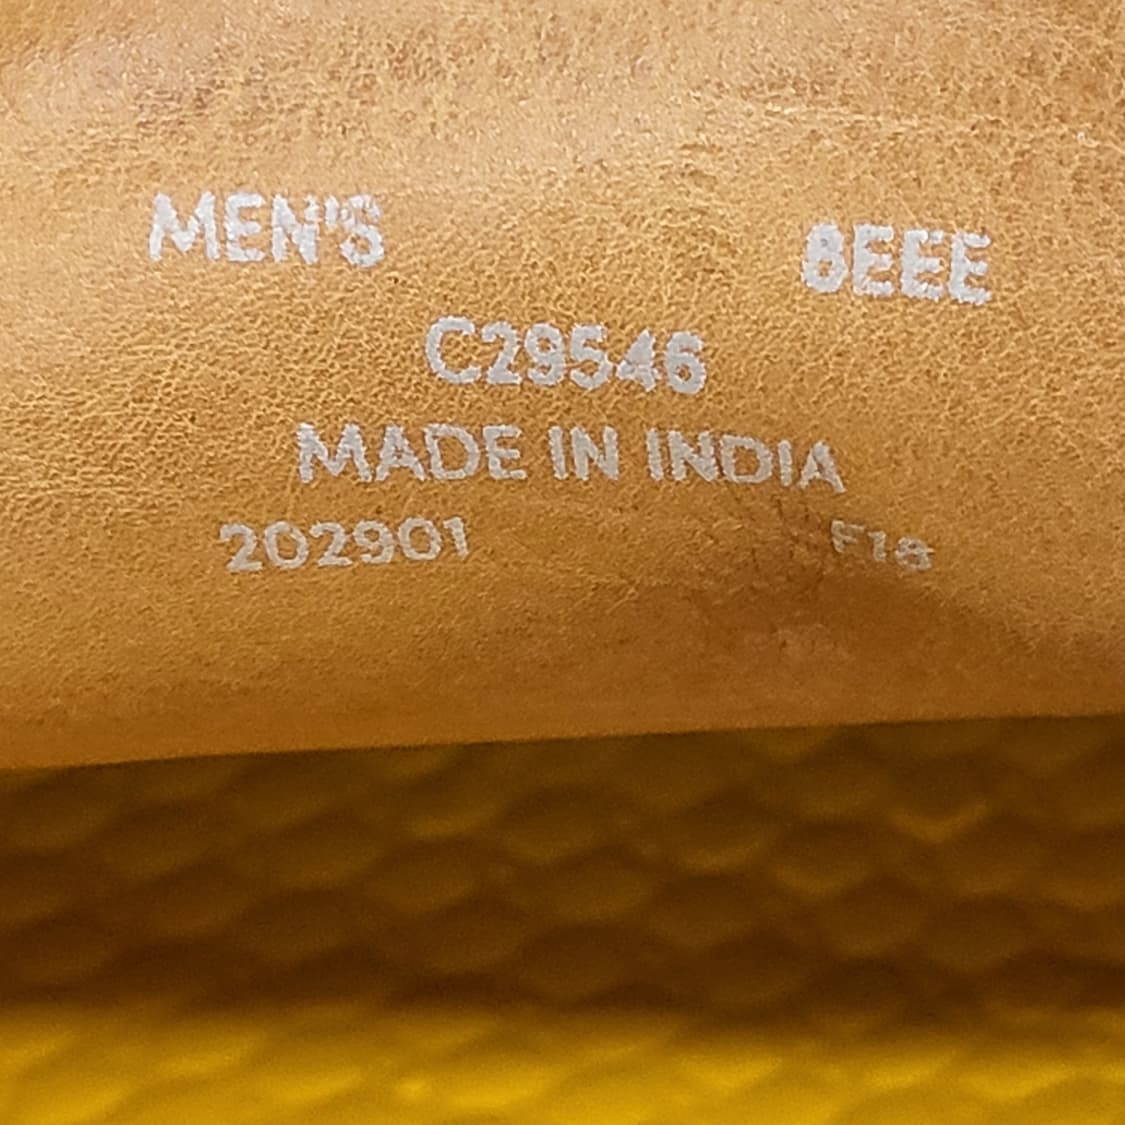 MEN'S 8EEE
C29546
MADE IN INDIA
202901 F18